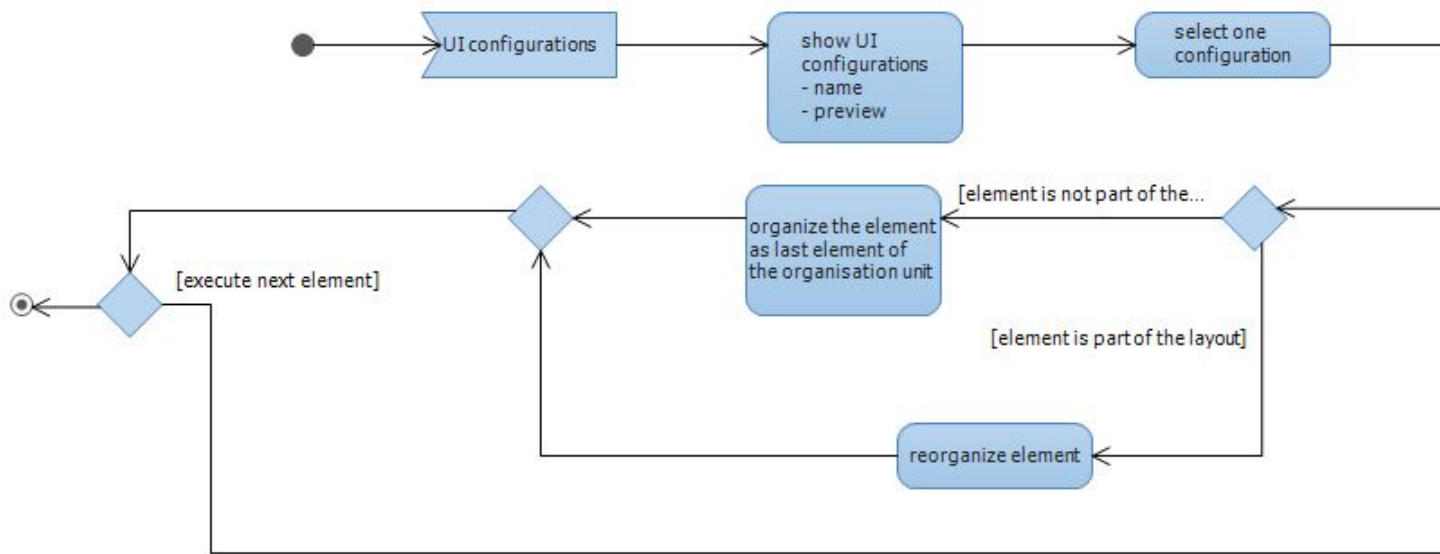 UI configurations
show UI
configurations
- name
- preview
select one
configuration
[element is not part of the...
organize the element
as last element of
the organisation unit
[execute next element]
[element is part of the layout]
reorganize element